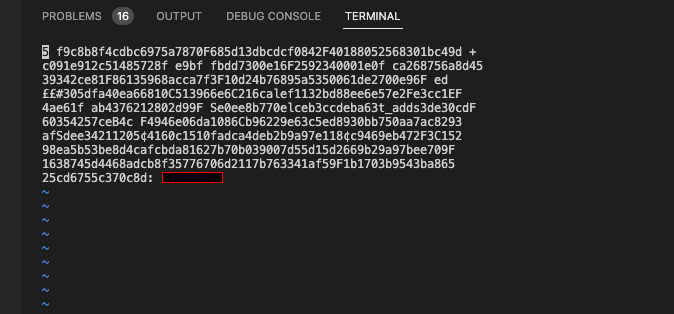 PROBLEMS 16 OUTPUT DEBUG CONSOLE TERMINAL
5 f9c8b8f4cdbc6975a7870F685d13dbcdcf0842F40188052568301bc49d +
c091e912c51485728f e9bf fbdd7300e16F2592340001e0f ca268756a8d45
39342ce81F86135968acca7f3F10d24b76895a5350061de2700e96F ed
££#305dfa40ea66810C513966e6C216calef1132bd88ee6e57e2Fe3cc1EF
4ae61f ab4376212802d99F Se0ee8b770elceb3ccdeba63t_adds3de30cdF
60354257ceB4c F4946e06da1086Cb96229e63c5ed8930bb750aa7ac8293
afSdee34211205¢4160c1510fadca4deb2b9a97e118¢c9469eb472F3C152
98ea5b53be8d4cafcbda81627b70b039007d55d15d2669b29a97bee709F
1638745d4468adcb8f35776706d2117b763341af59F1b1703b9543ba865
25cd6755c370c8d:
~
~
~
~
~
~
~
~
~